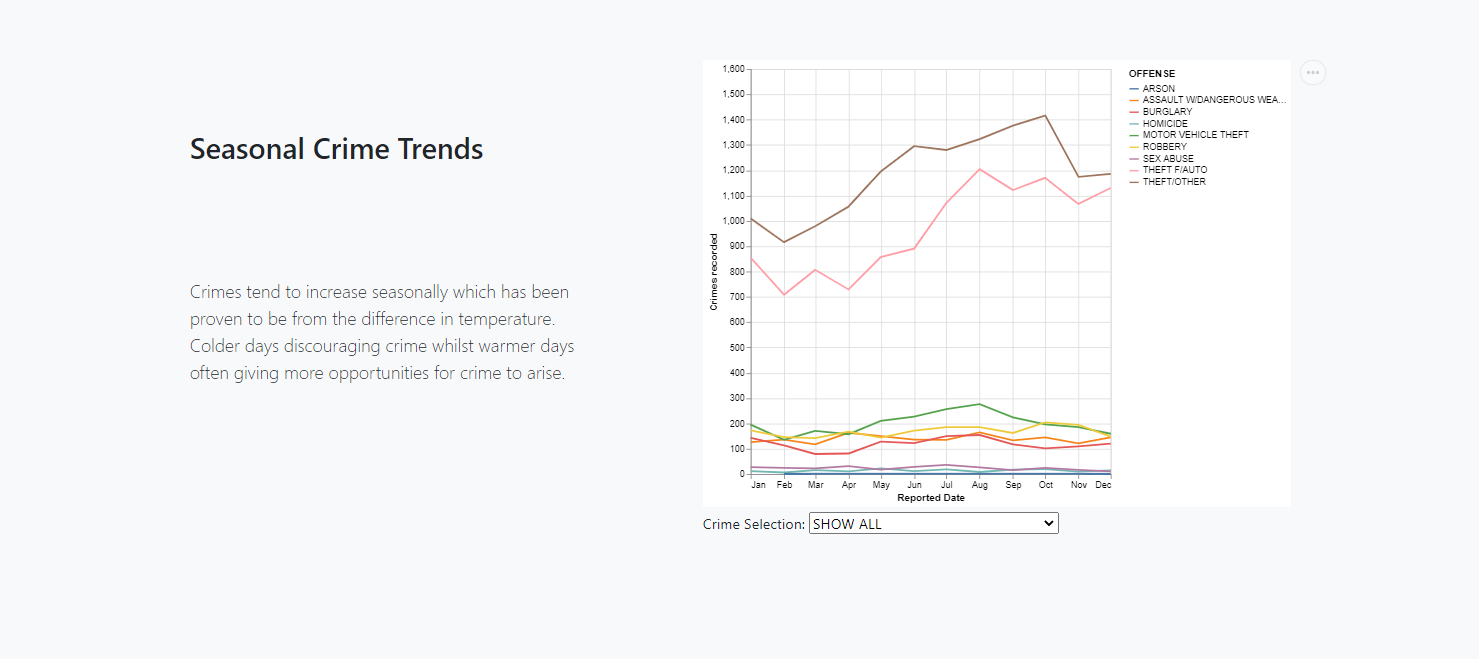 Seasonal Crime Trends
Crimes tend to increase seasonally which has been
proven to be from the difference in temperature.
Colder days discouraging crime whilst warmer days
often giving more opportunities for crime to arise.
1,600
1,500
1,400
1,300
1,200
1,100
1,000
900
800
700
600
500
400
300
200
100
0
Crimes recorded
Jan Feb Mar Apr May Jun Jul Aug Sep Oct Nov Dec
Reported Date
OFFENSE
ARSON
ASSAULT W/DANGEROUS WEA...
BURGLARY
HOMICIDE
MOTOR VEHICLE THEFT
ROBBERY
SEX ABUSE
THEFT F/AUTO
THEFT/OTHER
Crime Selection: SHOW ALL